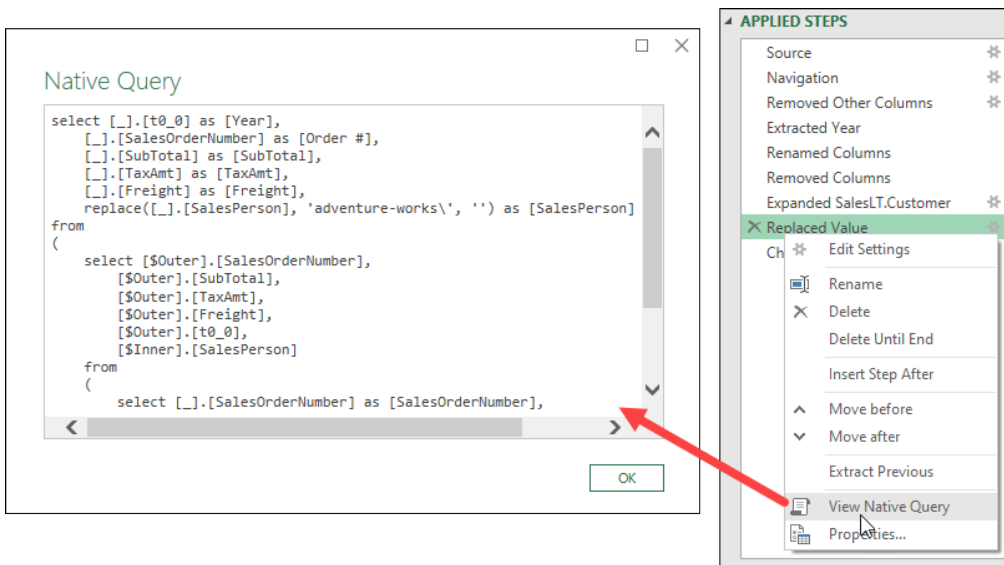 Native Query
select [_].[t0_0] as [Year],
[_].[SalesOrderNumber] as [Order #],
[_].[SubTotal] as [SubTotal],
[_].[TaxAmt] as [TaxAmt],
[_].[Freight] as [Freight],
replace([_].[SalesPerson], 'adventure-works\', '') as [SalesPerson]
from
(
select [$Outer].[SalesOrderNumber],
[$Outer].[SubTotal],
[$Outer].[TaxAmt],
[$Outer].[Freight],
[$Outer].[t0_0],
[$Inner].[SalesPerson]
from
(
select [_].[SalesOrderNumber] as [SalesOrderNumber],
OK
APPLIED STEPS
Source
Navigation
Removed Other Columns
Extracted Year
Renamed Columns
Removed Columns
Expanded SalesLT.Customer
Replaced Value
Ch
Edit Settings
Rename
Delete
Delete Until End
Insert Step After
Move before
Move after
Extract Previous
View Native Query
Properties...